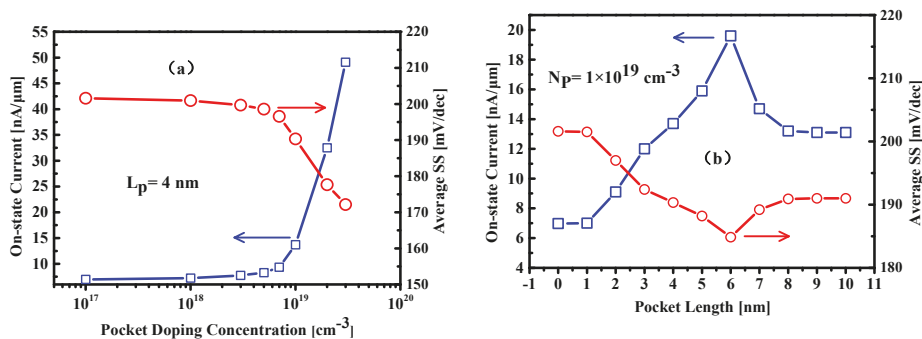 (a)
L_p= 4 nm
On-state Current [nA/μm]
55
50
45
40
35
30
25
20
15
10
Average SS [mV/dec]
220
210
200
190
180
170
160
150
10^17 10^18 10^19 10^20
Pocket Doping Concentration [cm^-3]
N_P= 1×10^19 cm^-3
(b)
On-state Current [nA/μm]
20
18
16
14
12
10
8
6
4
Average SS [mV/dec]
220
210
200
190
180
-1 0 1 2 3 4 5 6 7 8 9 10 11
Pocket Length [nm]